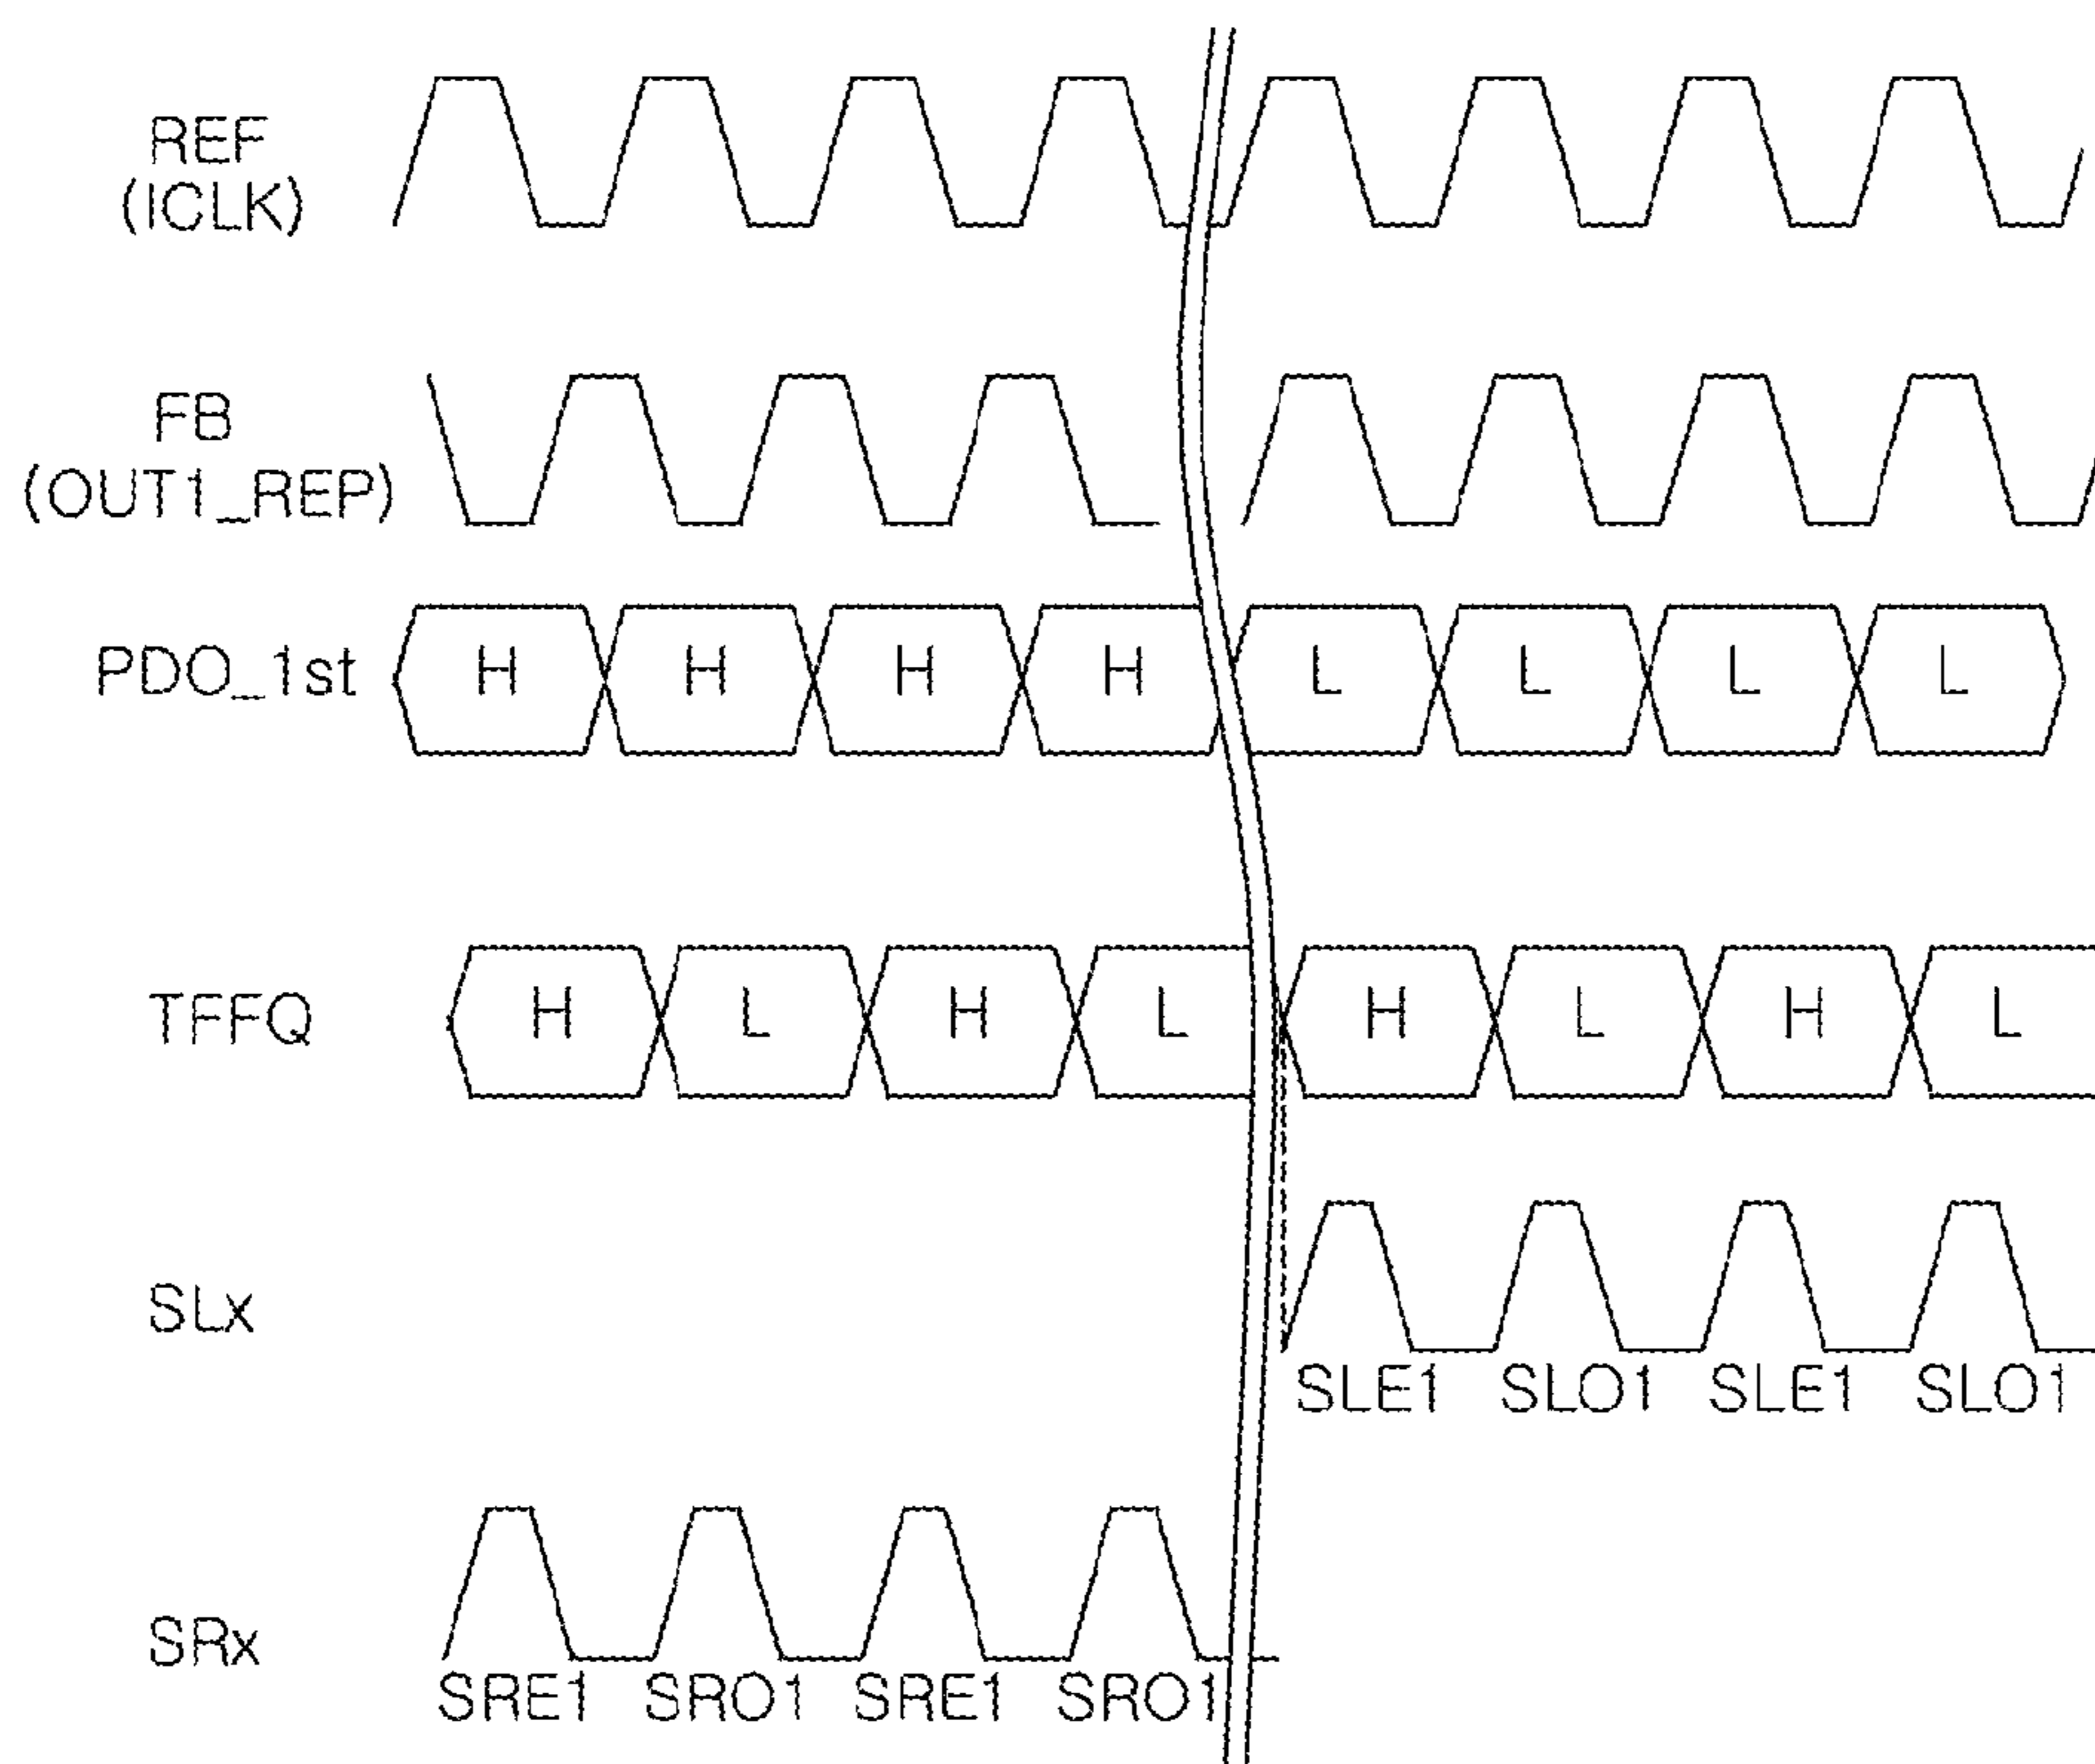 REF
(ICLK)
FB
(OUT1_REP)
PDO_1st H H H H L L L L
TFFQ H L H L H L H L
SLx
SLE1 SLO1 SLE1 SLO1
SRx
SRE1 SRO1 SRE1 SRO1